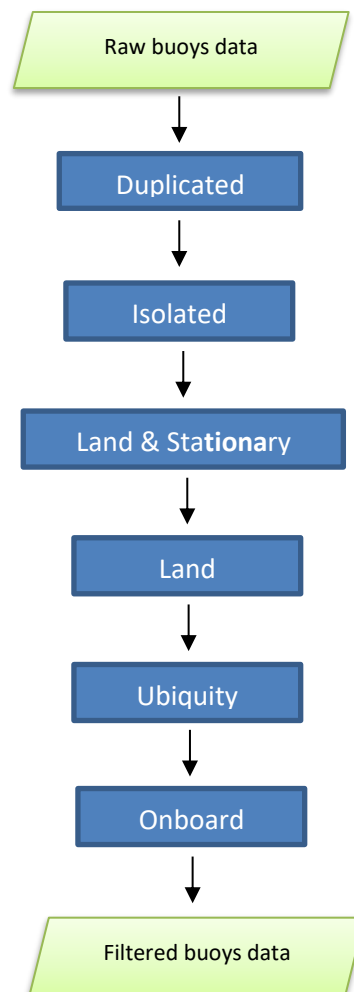 Raw buoys data
Duplicated
Isolated
Land & Stationary
Land
Ubiquity
Onboard
Filtered buoys data